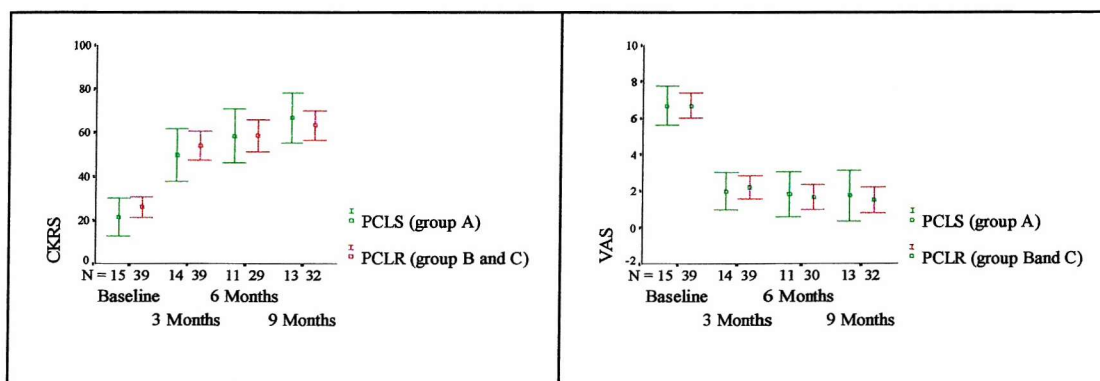 100
80
60
40
20
0
CKRS
PCLS (group A)
PCLR (group B and C)
N = 15 39 14 39 11 29 13 32
Baseline 6 Months
3 Months 9 Months
10
8
6
4
2
0
-2
VAS
PCLS (group A)
PCLR (group Band C)
N = 15 39 14 39 11 30 13 32
Baseline 6 Months
3 Months 9 Months